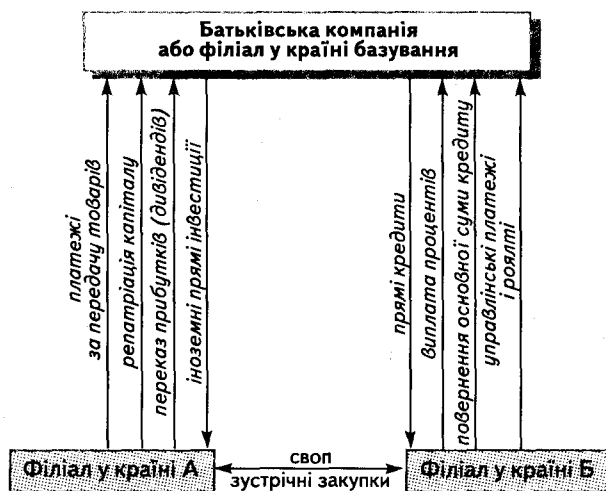 Батьківська компанія
або філіал у країні базування
платежі
за передачу товарів
репатріація капіталу
переказ прибутків (дивідендів)
іноземні прямі інвестиції
прямі кредити
виплата процентів
повернення основної суми кредиту
управлінські платежі
і роялті
Філіал у країні А
своп
зустрічні закупки
Філіал у країні Б